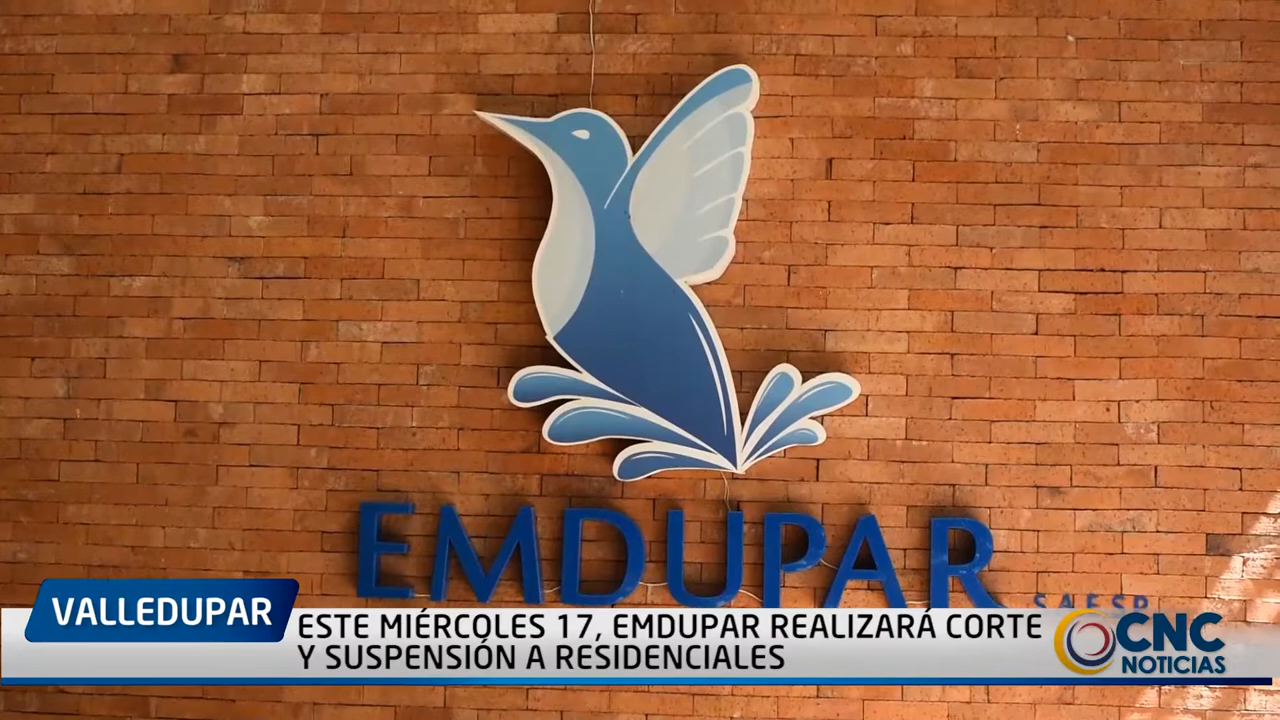 EMDUPAR
S.A E.S.P.
VALLEDUPAR
ESTE MIÉRCOLES 17, EMDUPAR REALIZARÁ CORTE
Y SUSPENSIÓN A RESIDENCIALES
CNC
NOTICIAS